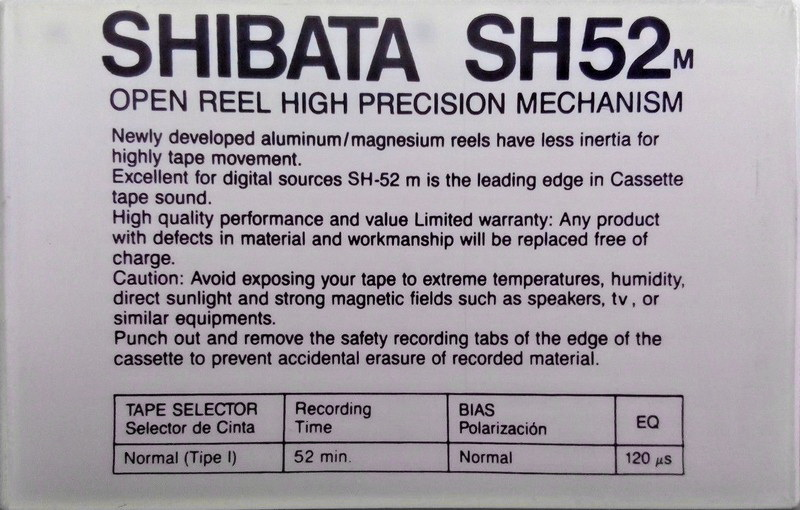 SHIBATA SH52M
OPEN REEL HIGH PRECISION MECHANISM
Newly developed aluminum/magnesium reels have less inertia for
highly tape movement.
Excellent for digital sources SH-52 m is the leading edge in Cassette
tape sound.
High quality performance and value Limited warranty: Any product
with defects in material and workmanship will be replaced free of
charge.
Caution: Avoid exposing your tape to extreme temperatures, humidity,
direct sunlight and strong magnetic fields such as speakers, tv, or
similar equipments.
Punch out and remove the safety recording tabs of the edge of the
cassette to prevent accidental erasure of recorded material.
TAPE SELECTOR Recording BIAS EQ
Selector de Cinta Time Polarización
Normal (Tipe I) 52 min. Normal 120 µs